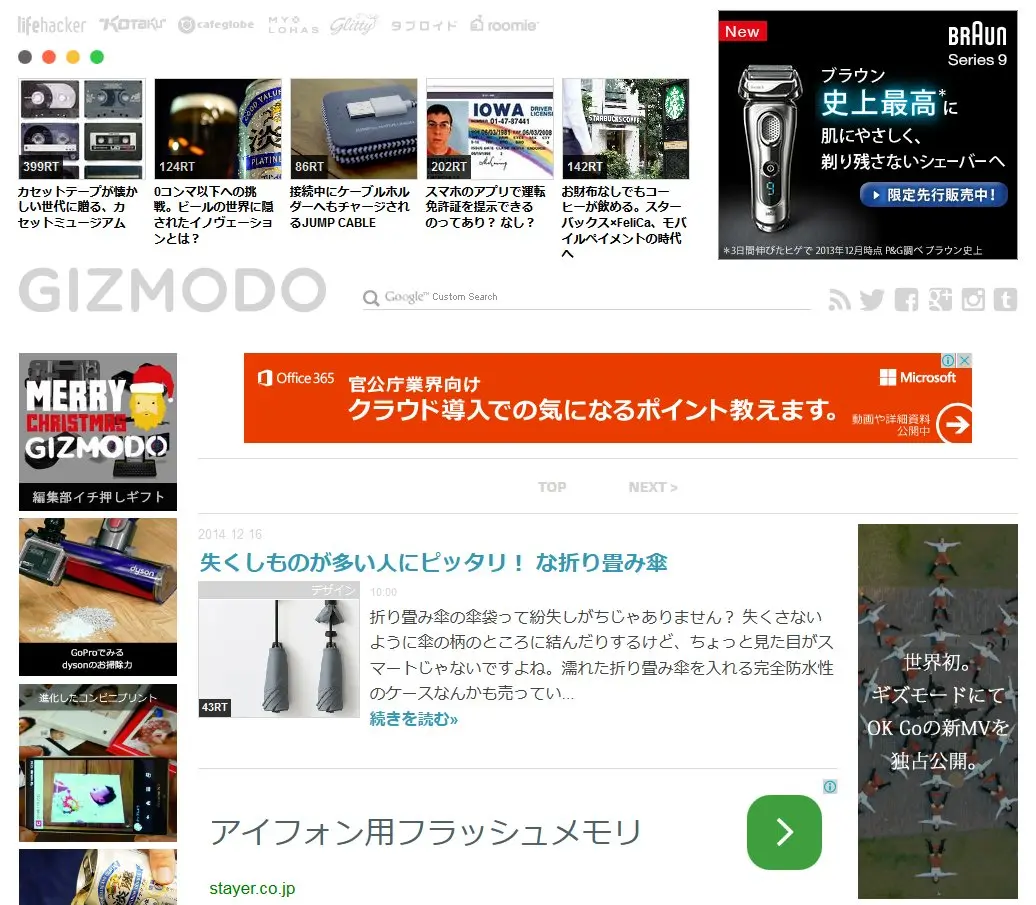 lifehacker KOTAKU cafeglobe MYLOHAS Glitty タブロイド roomie
New
BRAUN
Series 9
ブラウン
史上最高*に
肌にやさしく、
剃り残さないシェーバーへ
限定先行販売中！
＊3日間伸びたヒゲで 2013年12月時点 P&G調べ ブラウン史上
399RT
カセットテープが懐か
しい世代に贈る、カ
セットミュージアム
GOOD VALUE
PLATINUM
124RT
0コンマ以下への挑
戦。ビールの世界に隠
されたイノヴェーショ
ンとは？
86RT
接続中にケーブルホル
ダーへもチャージされ
るJUMP CABLE
IOWA
DRIVER
LICENSE
01-47-87441
06/03/1981
06/03/2008
202RT
スマホのアプリで運転
免許証を提示できる
のってあり？ なし？
STARBUCKS COFFEE
142RT
お財布なしでもコー
ヒーが飲める。スター
バックス×FeliCa、モバ
イルペイメントの時代
へ
GIZMODO
Google™ Custom Search
MERRY
CHRISTMAS
GIZMODO
編集部イチ押しギフト
Office 365
官公庁業界向け
クラウド導入での気になるポイント教えます。
Microsoft
動画や詳細資料
公開中
TOP NEXT >
dyson
GoProでみる
dysonのお掃除力
進化したコンビニプリント
2014 12 16
失くしものが多い人にピッタリ！ な折り畳み傘
デザイン
43RT
10:00
折り畳み傘の傘袋って紛失しがちじゃありません？ 失くさない
ように傘の柄のところに結んだりするけど、ちょっと見た目がス
マートじゃないですよね。濡れた折り畳み傘を入れる完全防水性
のケースなんかも売ってい...
続きを読む»
世界初。
ギズモードにて
OK Goの新MVを
独占公開。
アイフォン用フラッシュメモリ
stayer.co.jp